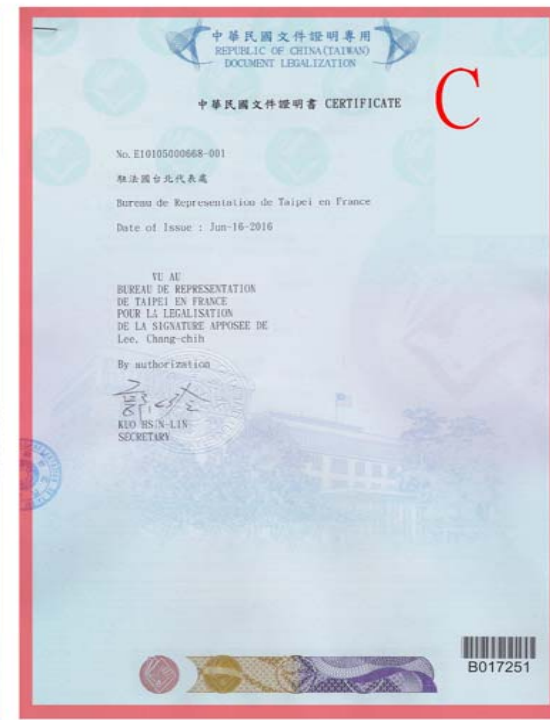 中華民國文件證明專用
REPUBLIC OF CHINA(TAIWAN)
DOCUMENT LEGALIZATION
中華民國文件證明書 CERTIFICATE
C
No. E10105000668-001
駐法國台北代表處
Bureau de Representation de Taipei en France
Date of Issue : Jun-16-2016
VU AU
BUREAU DE REPRESENTATION
DE TAIPEI EN FRANCE
POUR LA LEGALISATION
DE LA SIGNATURE APPOSEE DE
Lee, Chang-chih
By authorization
KUO HSIN-LIN
SECRETARY
B017251